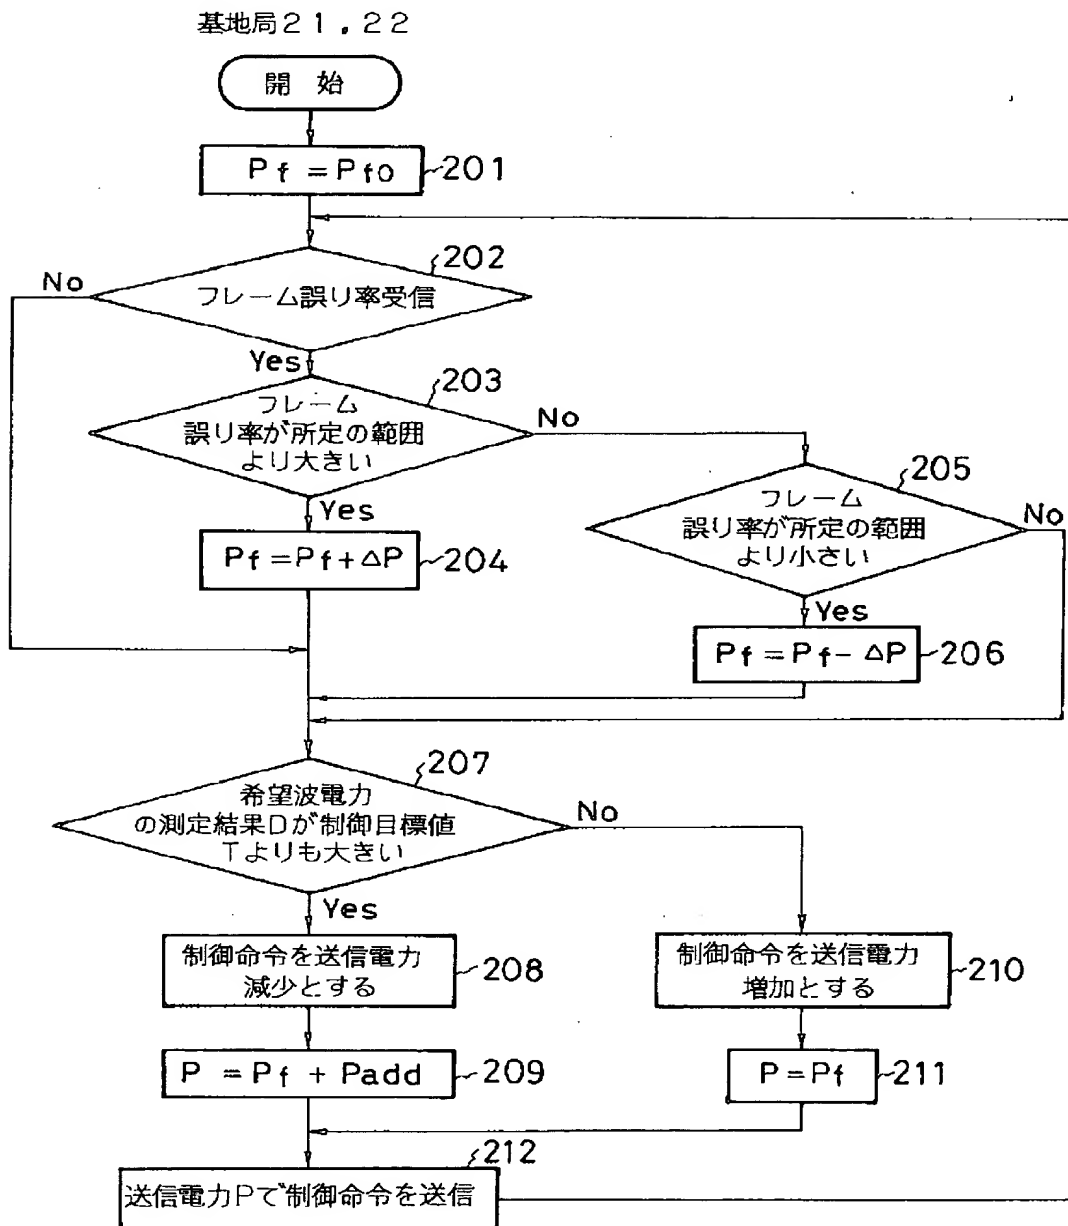 基地局21,22
開 始
Pf=Pf0
201
202
No
フレーム誤り率受信
Yes
203
フレーム
誤り率が所定の範囲
より大きい
No
Yes
205
フレーム
誤り率が所定の範囲
より小さい
No
Pf=Pf+ΔP
204
Yes
Pf=Pf-ΔP
206
207
希望波電力
の測定結果Dが制御目標値
Tよりも大きい
No
Yes
制御命令を送信電力
減少とする
208
制御命令を送信電力
増加とする
210
P=Pf+Padd
209
P=Pf
211
212
送信電力Pで制御命令を送信